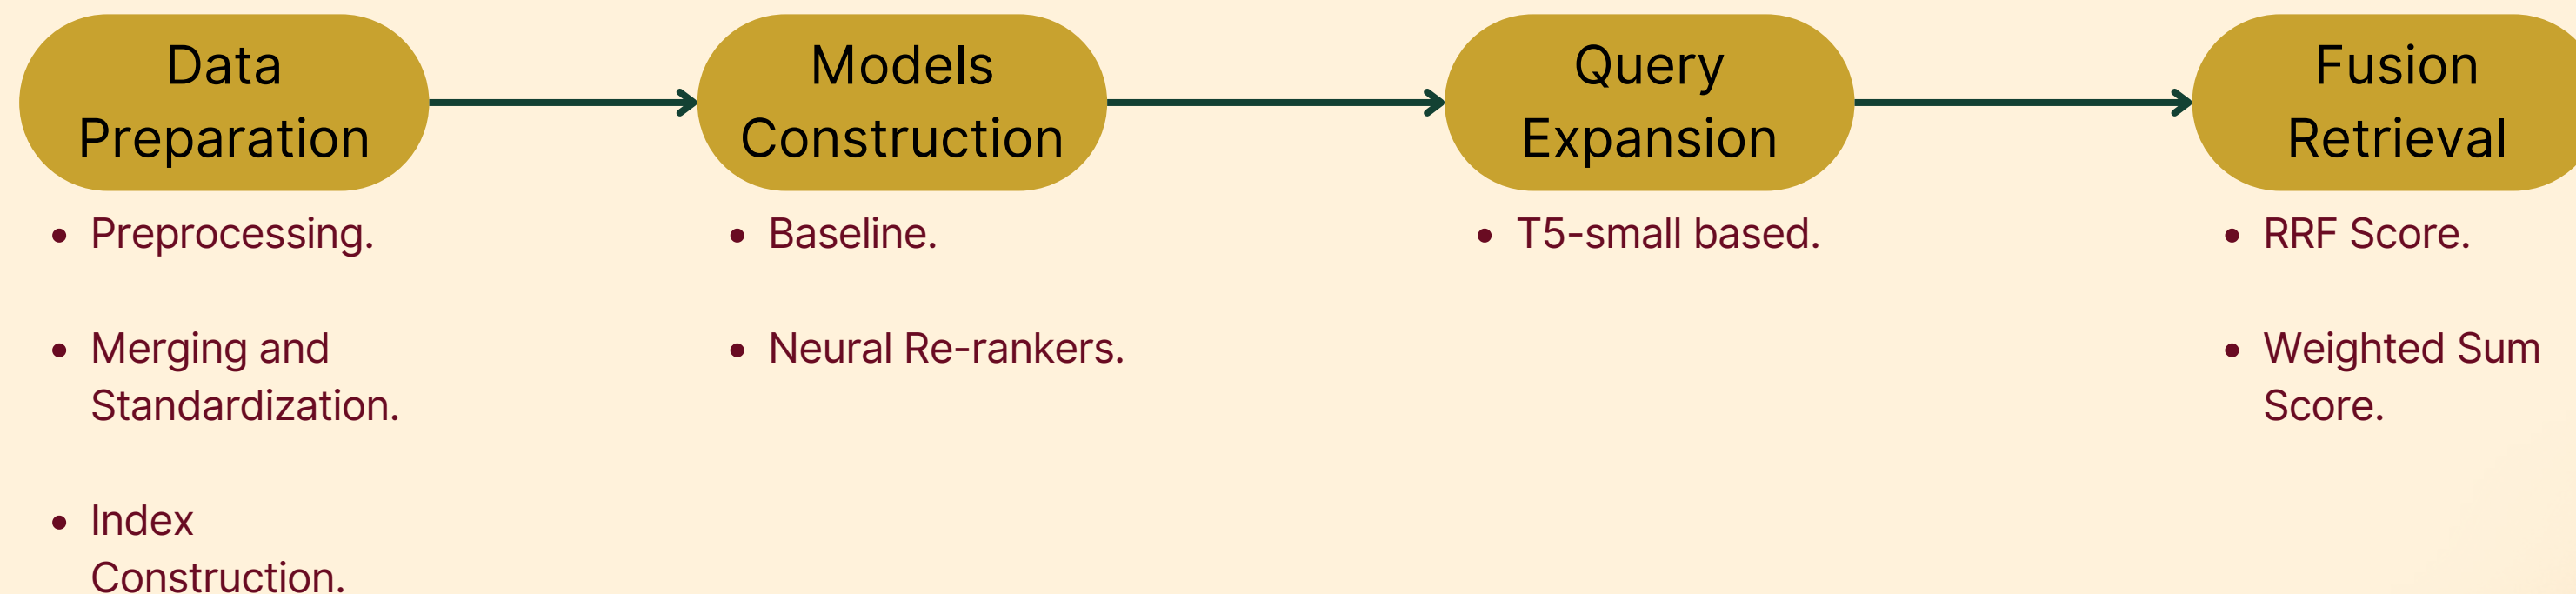 Data
Preparation
Models
Construction
Query
Expansion
Fusion
Retrieval
• Preprocessing.
• Merging and
Standardization.
• Index
Construction.
• Baseline.
• Neural Re-rankers.
• T5-small based.
• RRF Score.
• Weighted Sum
Score.